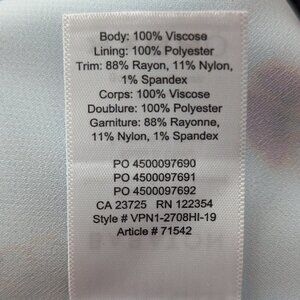 Body: 100% Viscose
Lining: 100% Polyester
Trim: 88% Rayon, 11% Nylon,
1% Spandex
Corps: 100% Viscose
Doublure: 100% Polyester
Garniture: 88% Rayonne,
11% Nylon, 1% Spandex
PO 4500097690
PO 4500097691
PO 4500097692
CA 23725 RN 122354
Style # VPN1-2708HI-19
Article # 71542